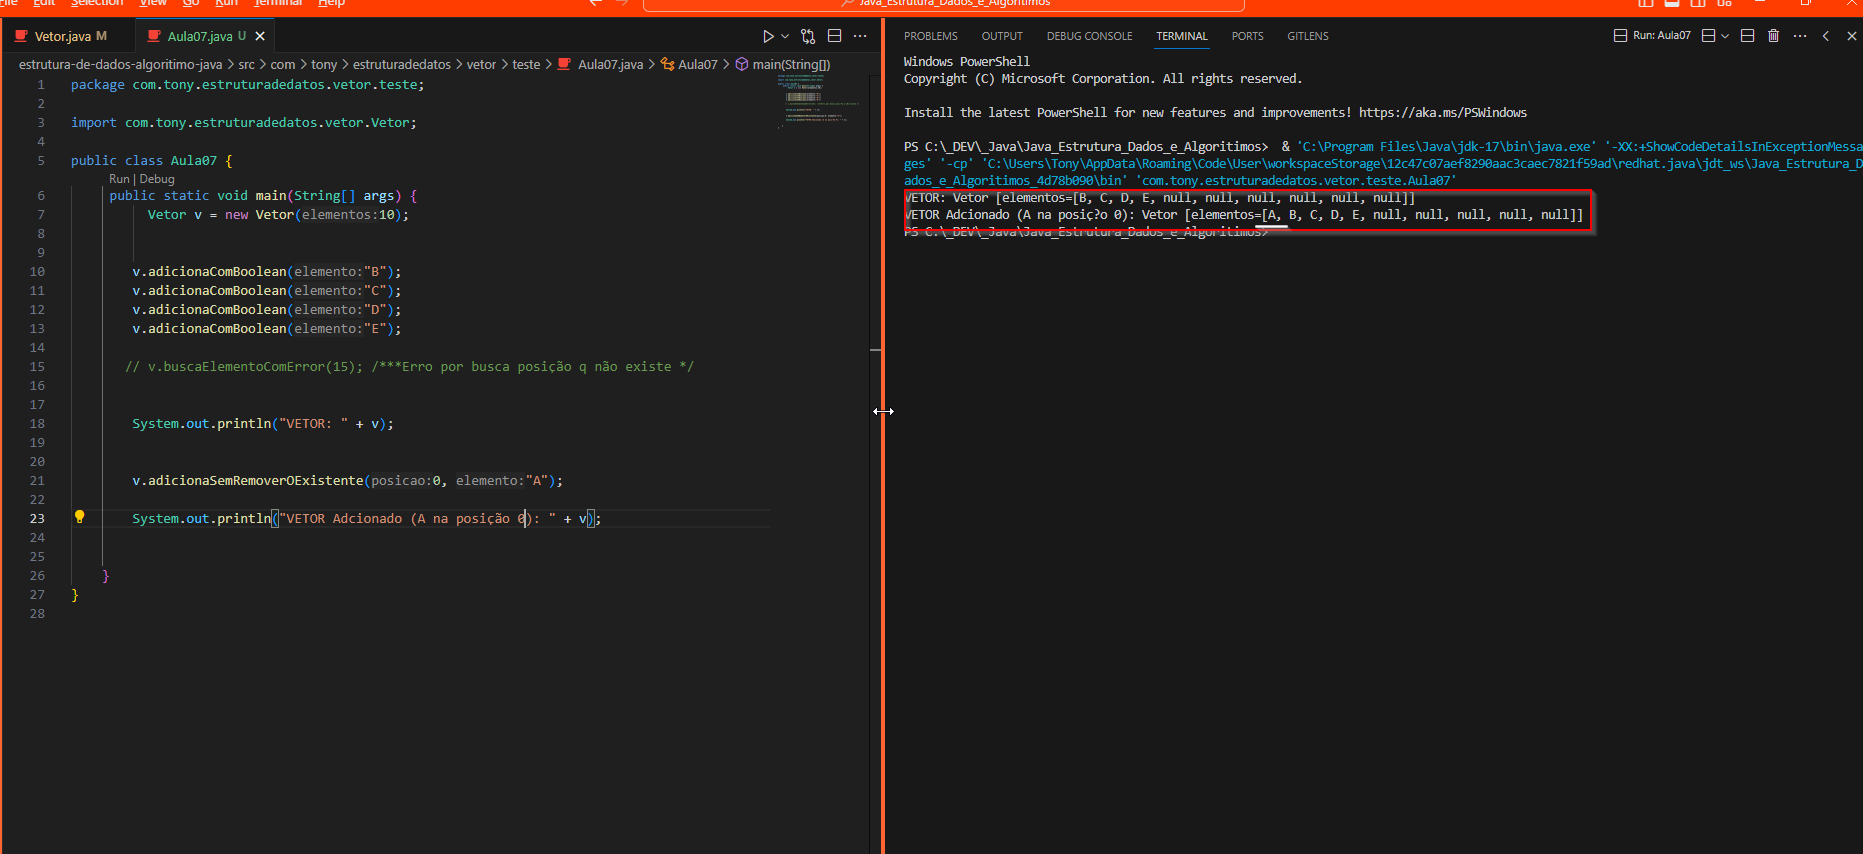 File Edit Selection View Go Run Terminal Help
Java_Estrutura_Dados_e_Algoritimos
Vetor.java M
Aula07.java U
estrutura-de-dados-algoritimo-java > src > com > tony > estruturadedatos > vetor > teste > Aula07.java > Aula07 > main(String[])
1 package com.tony.estruturadedatos.vetor.teste;
2
3 import com.tony.estruturadedatos.vetor.Vetor;
4
5 public class Aula07 {
Run | Debug
6 public static void main(String[] args) {
7 Vetor v = new Vetor(elementos:10);
8
9
10 v.adicionaComBoolean(elemento:"B");
11 v.adicionaComBoolean(elemento:"C");
12 v.adicionaComBoolean(elemento:"D");
13 v.adicionaComBoolean(elemento:"E");
14
15 // v.buscaElementoComError(15); /***Erro por busca posição q não existe */
16
17
18 System.out.println("VETOR: " + v);
19
20
21 v.adicionaSemRemoverOExistente(posicao:0, elemento:"A");
22
23 System.out.println("VETOR Adcionado (A na posição 0): " + v);
24
25
26 }
27 }
28
PROBLEMS OUTPUT DEBUG CONSOLE TERMINAL PORTS GITLENS
Run: Aula07
Windows PowerShell
Copyright (C) Microsoft Corporation. All rights reserved.
Install the latest PowerShell for new features and improvements! https://aka.ms/PSWindows
PS C:\_DEV\_Java\Java_Estrutura_Dados_e_Algoritimos> & 'C:\Program Files\Java\jdk-17\bin\java.exe' '-XX:+ShowCodeDetailsInExceptionMessa
ges' '-cp' 'C:\Users\Tony\AppData\Roaming\Code\User\workspaceStorage\12c47c07aef8290aac3caec7821f59ad\redhat.java\jdt_ws\Java_Estrutura_D
ados_e_Algoritimos_4d78b090\bin' 'com.tony.estruturadedatos.vetor.teste.Aula07'
VETOR: Vetor [elementos=[B, C, D, E, null, null, null, null, null, null]]
VETOR Adcionado (A na posiç?o 0): Vetor [elementos=[A, B, C, D, E, null, null, null, null, null]]
PS C:\_DEV\_Java\Java_Estrutura_Dados_e_Algoritimos>